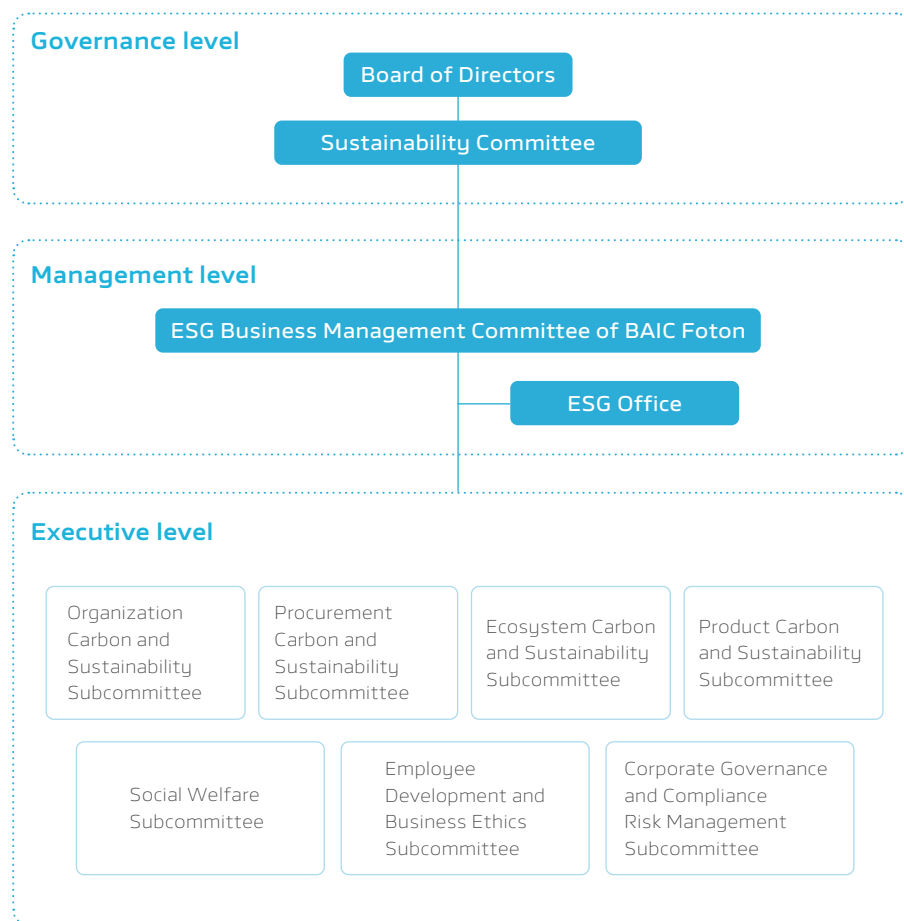 Governance level
Board of Directors
Sustainability Committee
Management level
ESG Business Management Committee of BAIC Foton
ESG Office
Executive level
Organization
Carbon and
Sustainability
Subcommittee
Procurement
Carbon and
Sustainability
Subcommittee
Ecosystem Carbon
and Sustainability
Subcommittee
Product Carbon
and Sustainability
Subcommittee
Social Welfare
Subcommittee
Employee
Development and
Business Ethics
Subcommittee
Corporate Governance
and Compliance
Risk Management
Subcommittee